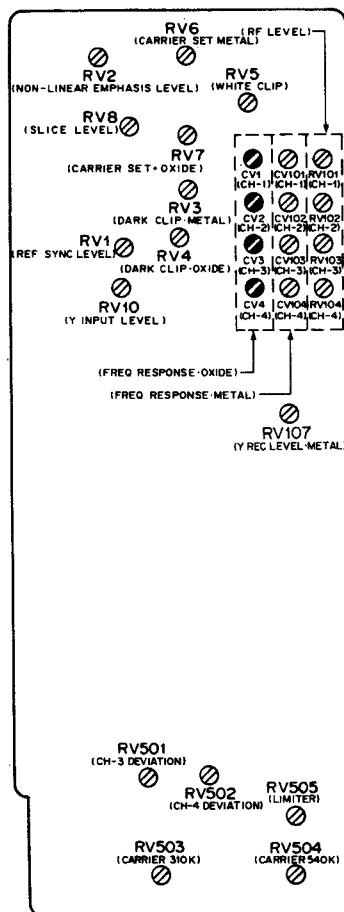 RV6
(CARRIER SET METAL)
(RF LEVEL)
RV2
(NON-LINEAR EMPHASIS LEVEL)
RV5
(WHITE CLIP)
RV8
(SLICE LEVEL)
RV7
(CARRIER SET·OXIDE)
CV1 CV101 RV101
(CH-1) (CH-1) (CH-1)
RV3
(DARK CLIP·METAL)
CV2 CV102 RV102
(CH-2) (CH-2) (CH-2)
RV1
(REF SYNC LEVEL)
RV4
(DARK CLIP·OXIDE)
CV3 CV103 RV103
(CH-3) (CH-3) (CH-3)
RV10
(Y INPUT LEVEL)
CV4 CV104 RV104
(CH-4) (CH-4) (CH-4)
(FREQ RESPONSE·OXIDE)
(FREQ RESPONSE·METAL)
RV107
(Y REC LEVEL·METAL)
RV501
(CH-3 DEVIATION)
RV502
(CH-4 DEVIATION)
RV505
(LIMITER)
RV503
(CARRIER 310K)
RV504
(CARRIER 540K)